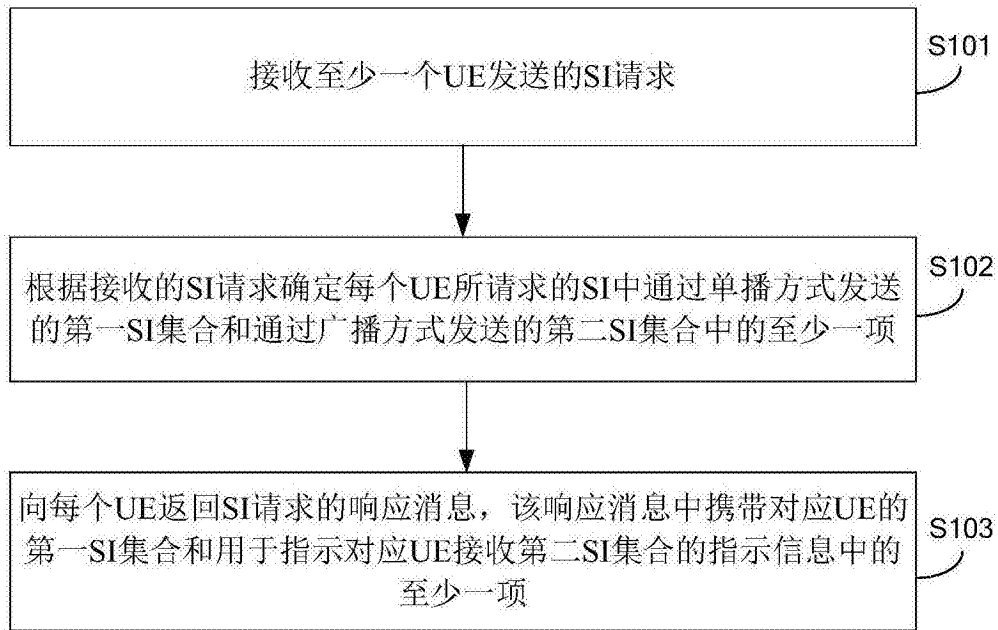 接收至少一个UE发送的SI请求
S101
根据接收的SI请求确定每个UE所请求的SI中通过单播方式发送
的第一SI集合和通过广播方式发送的第二SI集合中的至少一项
S102
向每个UE返回SI请求的响应消息，该响应消息中携带对应UE的
第一SI集合和用于指示对应UE接收第二SI集合的指示信息中的
至少一项
S103